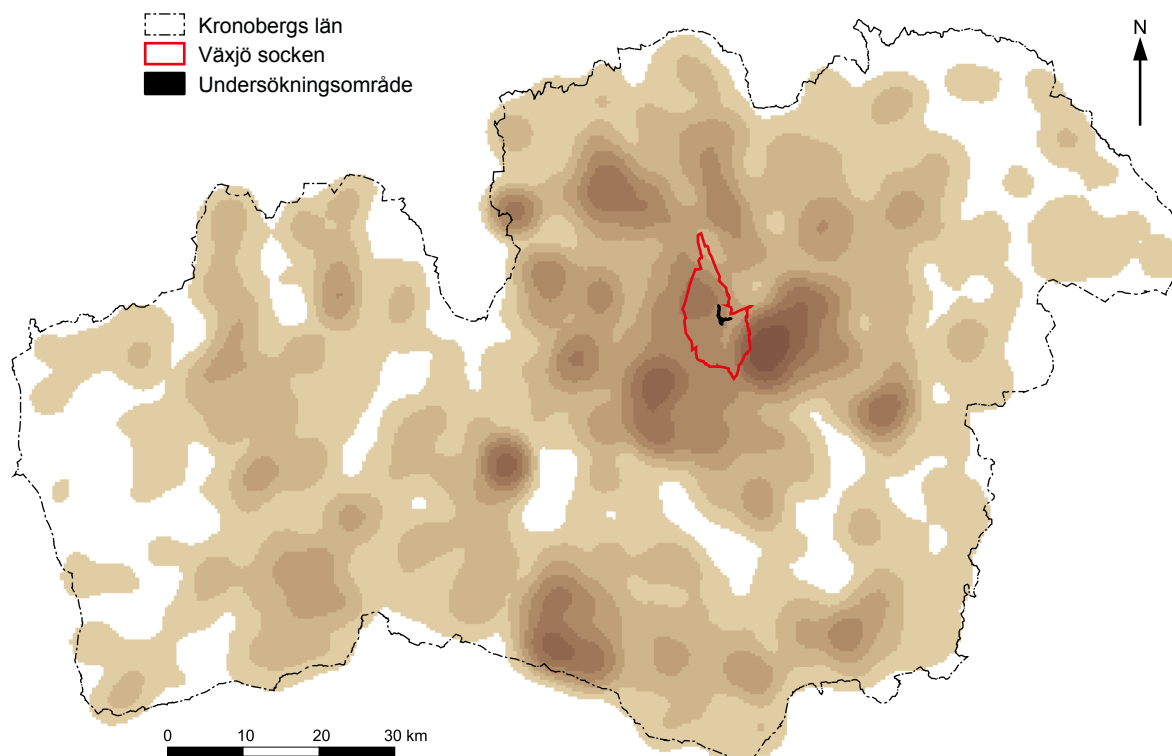 Kronobergs län
Växjö socken
Undersökningsområde
N
0 10 20 30 km